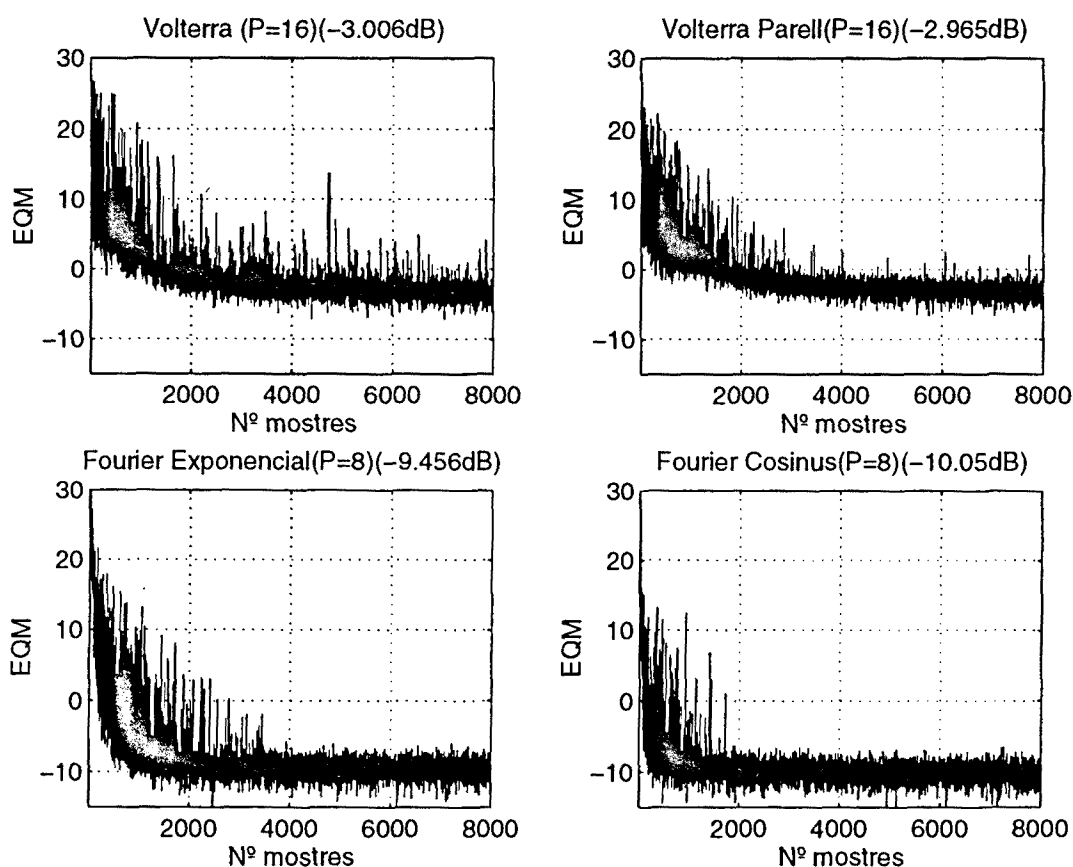 Volterra (P=16)(−3.006dB)
30
20
10
0
−10
EQM
2000 4000 6000 8000
Nº mostres
Volterra Parell(P=16)(−2.965dB)
30
20
10
0
−10
EQM
2000 4000 6000 8000
Nº mostres
Fourier Exponencial(P=8)(−9.456dB)
30
20
10
0
−10
EQM
2000 4000 6000 8000
Nº mostres
Fourier Cosinus(P=8)(−10.05dB)
30
20
10
0
−10
EQM
2000 4000 6000 8000
Nº mostres